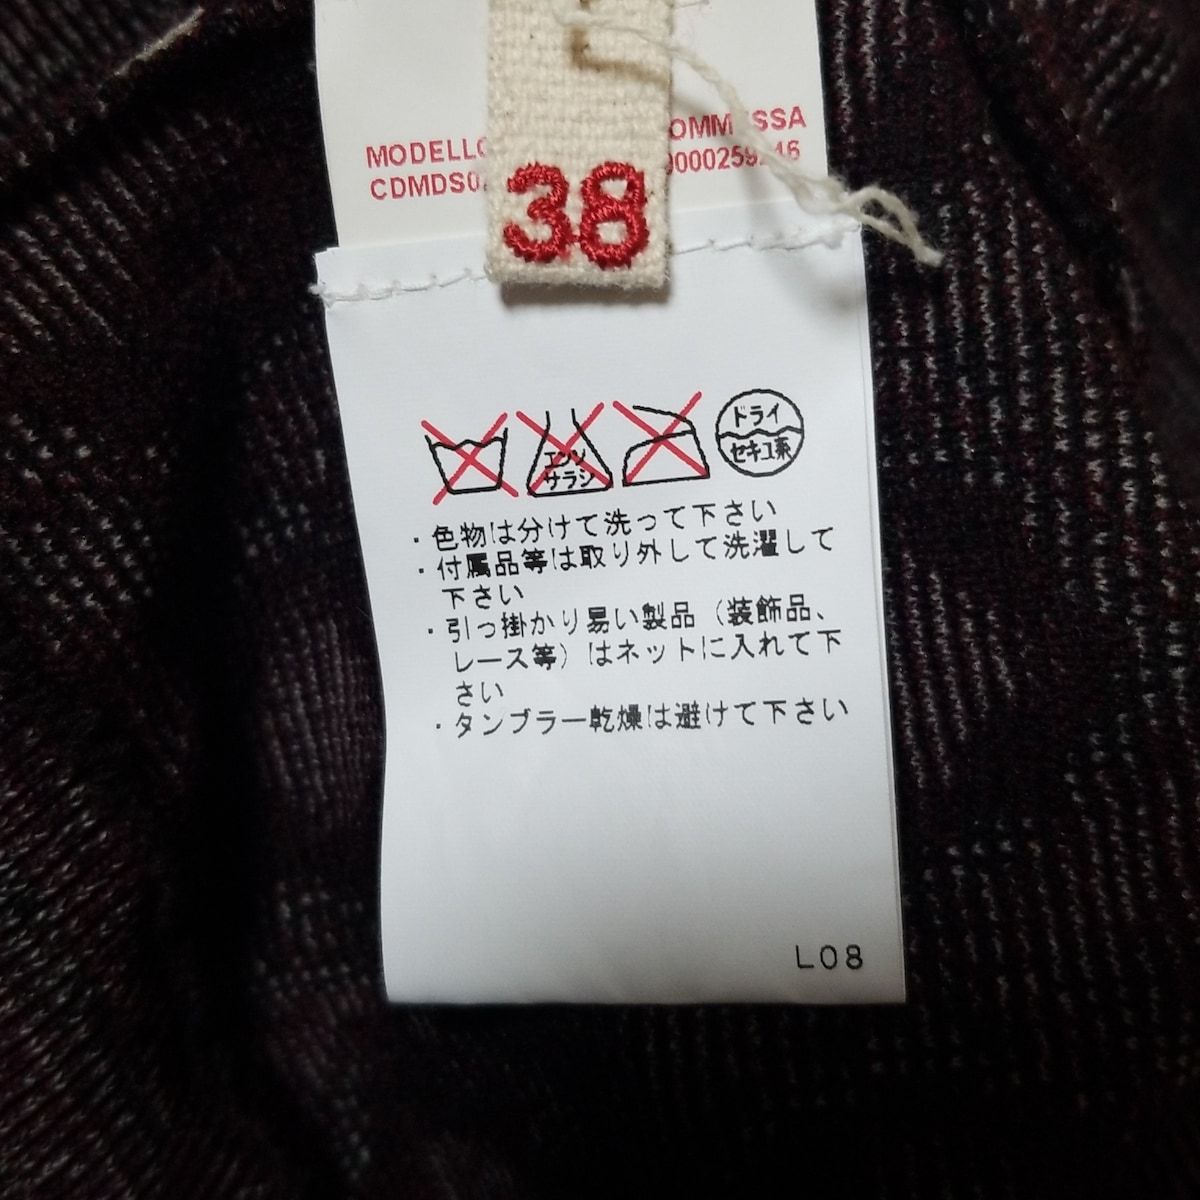 MODELLO
OMMESSA
CDMDS0
38
ドライ
セキユ系
エンソ
サラシ
・色物は分けて洗って下さい
・付属品等は取り外して洗濯して
下さい
・引っ掛かり易い製品（装飾品、
レース等）はネットに入れて下
さい
・タンブラー乾燥は避けて下さい
L08